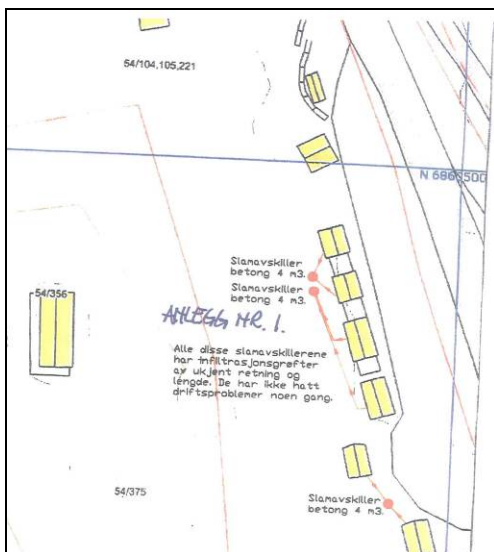 54/104,105,221
N 6866500
Slamavskiller
betong 4 m3.
Slamavskiller
betong 4 m3.
54/356
ANLEGG NR. 1.
Alle disse slamavskillerene
har infiltrasjonsgrøfter
av ukjent retning og
lengde. De har ikke hatt
driftsproblemer noen gang.
54/375
Slamavskiller
betong 4 m3.